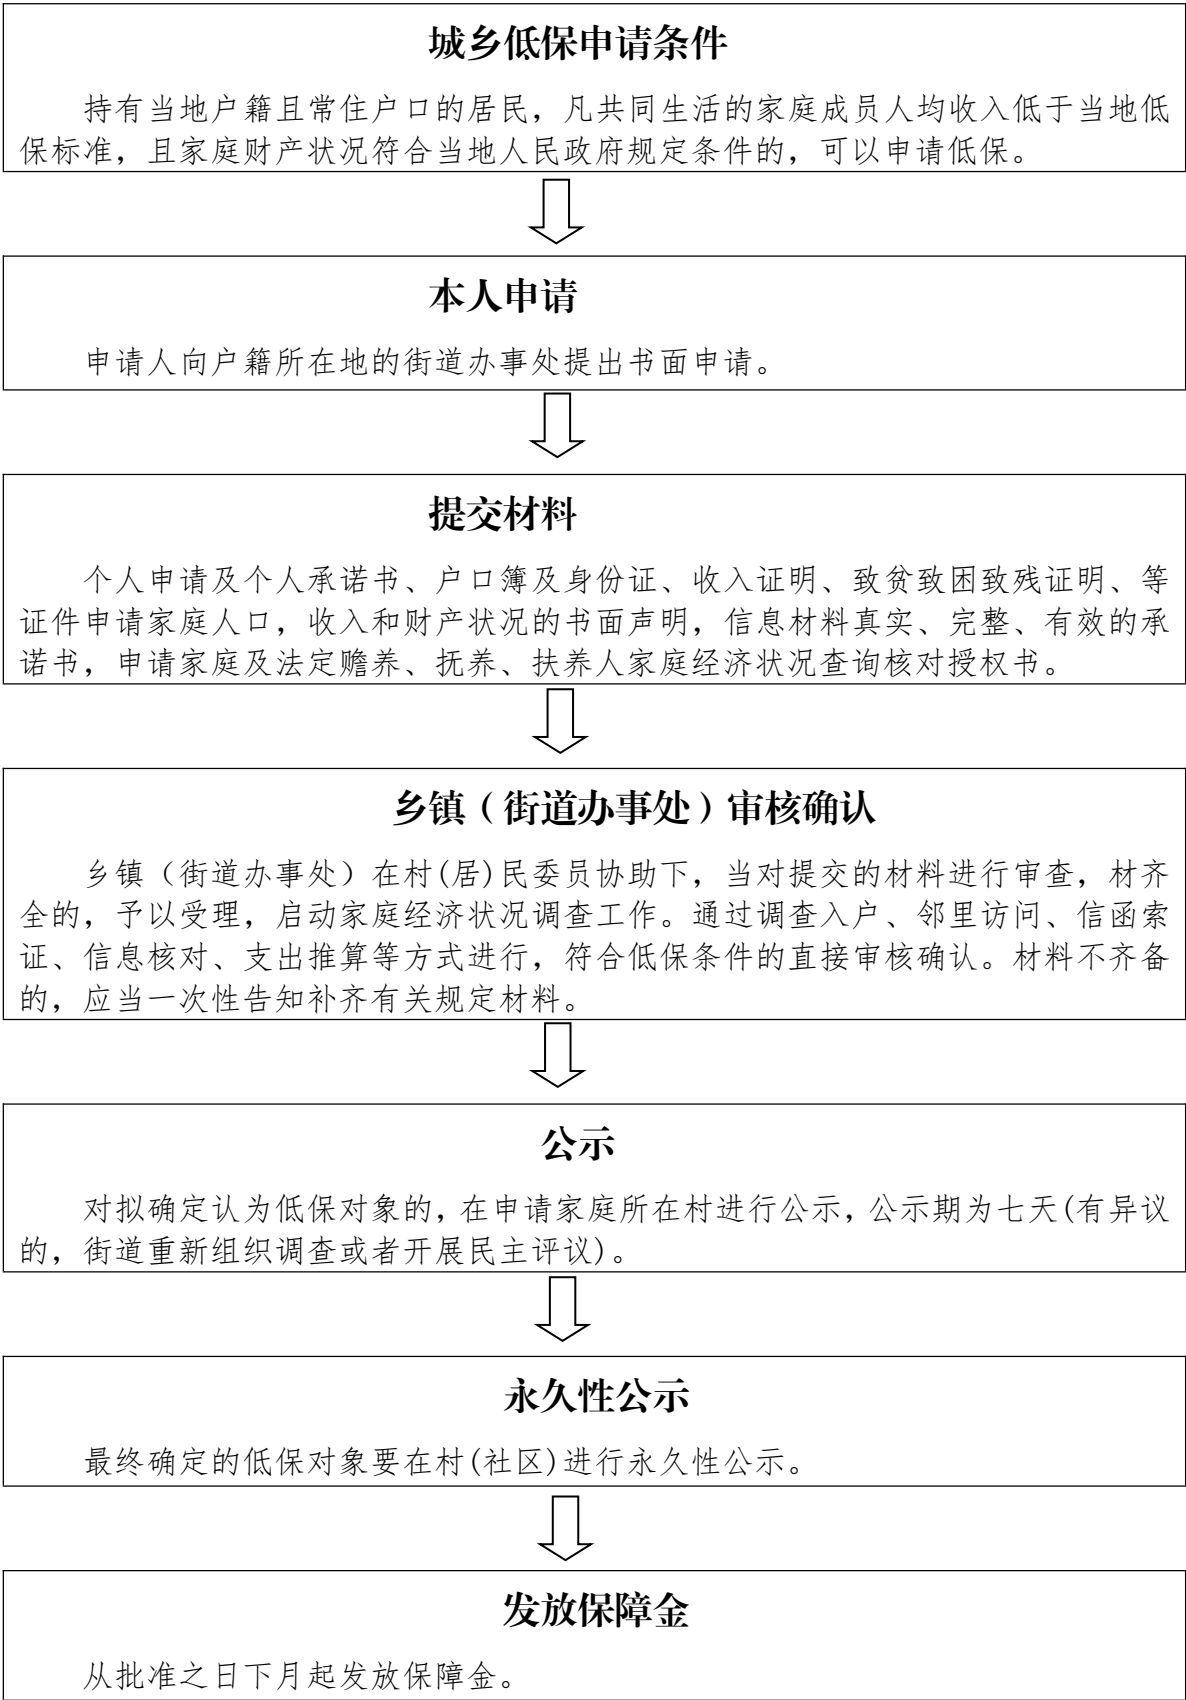 城乡低保申请条件
持有当地户籍且常住户口的居民，凡共同生活的家庭成员人均收入低于当地低
保标准，且家庭财产状况符合当地人民政府规定条件的，可以申请低保。
本人申请
申请人向户籍所在地的街道办事处提出书面申请。
提交材料
个人申请及个人承诺书、户口簿及身份证、收入证明、致贫致困致残证明、等
证件申请家庭人口，收入和财产状况的书面声明，信息材料真实、完整、有效的承
诺书，申请家庭及法定赡养、抚养、扶养人家庭经济状况查询核对授权书。
乡镇（街道办事处）审核确认
乡镇（街道办事处）在村(居)民委员协助下，当对提交的材料进行审查，材齐
全的，予以受理，启动家庭经济状况调查工作。通过调查入户、邻里访问、信函索
证、信息核对、支出推算等方式进行，符合低保条件的直接审核确认。材料不齐备
的，应当一次性告知补齐有关规定材料。
公示
对拟确定认为低保对象的，在申请家庭所在村进行公示，公示期为七天(有异议
的，街道重新组织调查或者开展民主评议)。
永久性公示
最终确定的低保对象要在村(社区)进行永久性公示。
发放保障金
从批准之日下月起发放保障金。